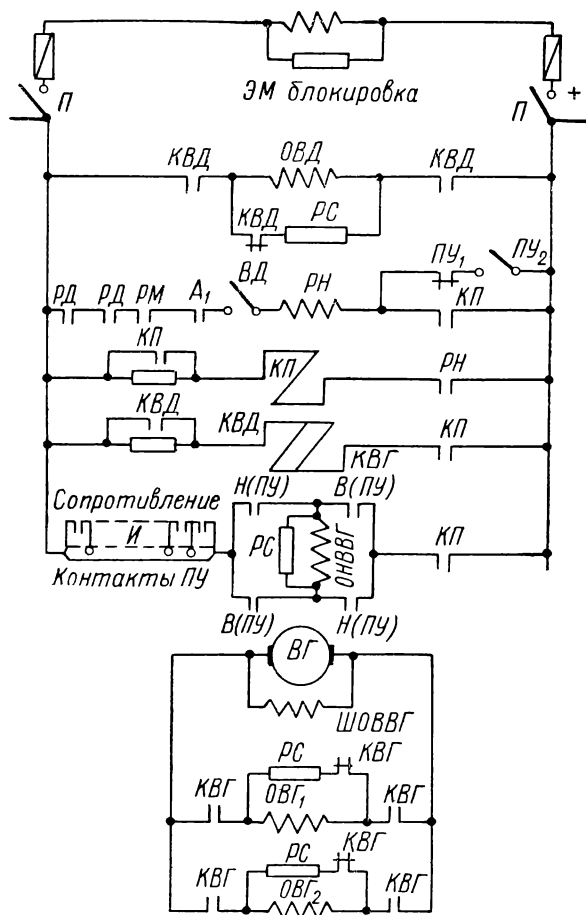 ЭМ блокировка
П
П
+
КВД
ОВД
КВД
КВД
РС
ПУ1
ПУ2
РД
РД
РМ
А1
ВД
РН
КП
КП
КП
РН
КВД
КВД
КВГ
КП
Сопротивление
И
Контакты ПУ
Н(ПУ)
В(ПУ)
РС
ОНВВГ
КП
В(ПУ)
Н(ПУ)
ВГ
ШОВВГ
РС
КВГ
КВГ
ОВГ1
КВГ
РС
КВГ
КВГ
ОВГ2
КВГ